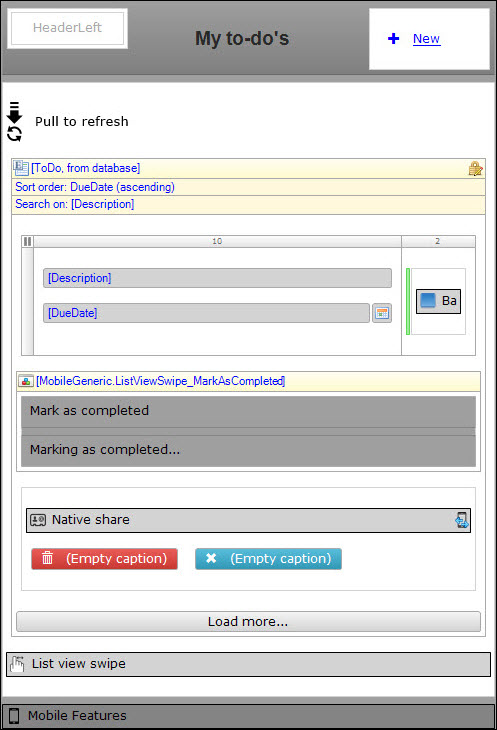 HeaderLeft
My to-do's
New
Pull to refresh
[ToDo, from database]
Sort order: DueDate (ascending)
Search on: [Description]
10
2
[Description]
Ba
[DueDate]
[MobileGeneric.ListViewSwipe_MarkAsCompleted]
Mark as completed
Marking as completed...
Native share
(Empty caption)
(Empty caption)
Load more...
List view swipe
Mobile Features